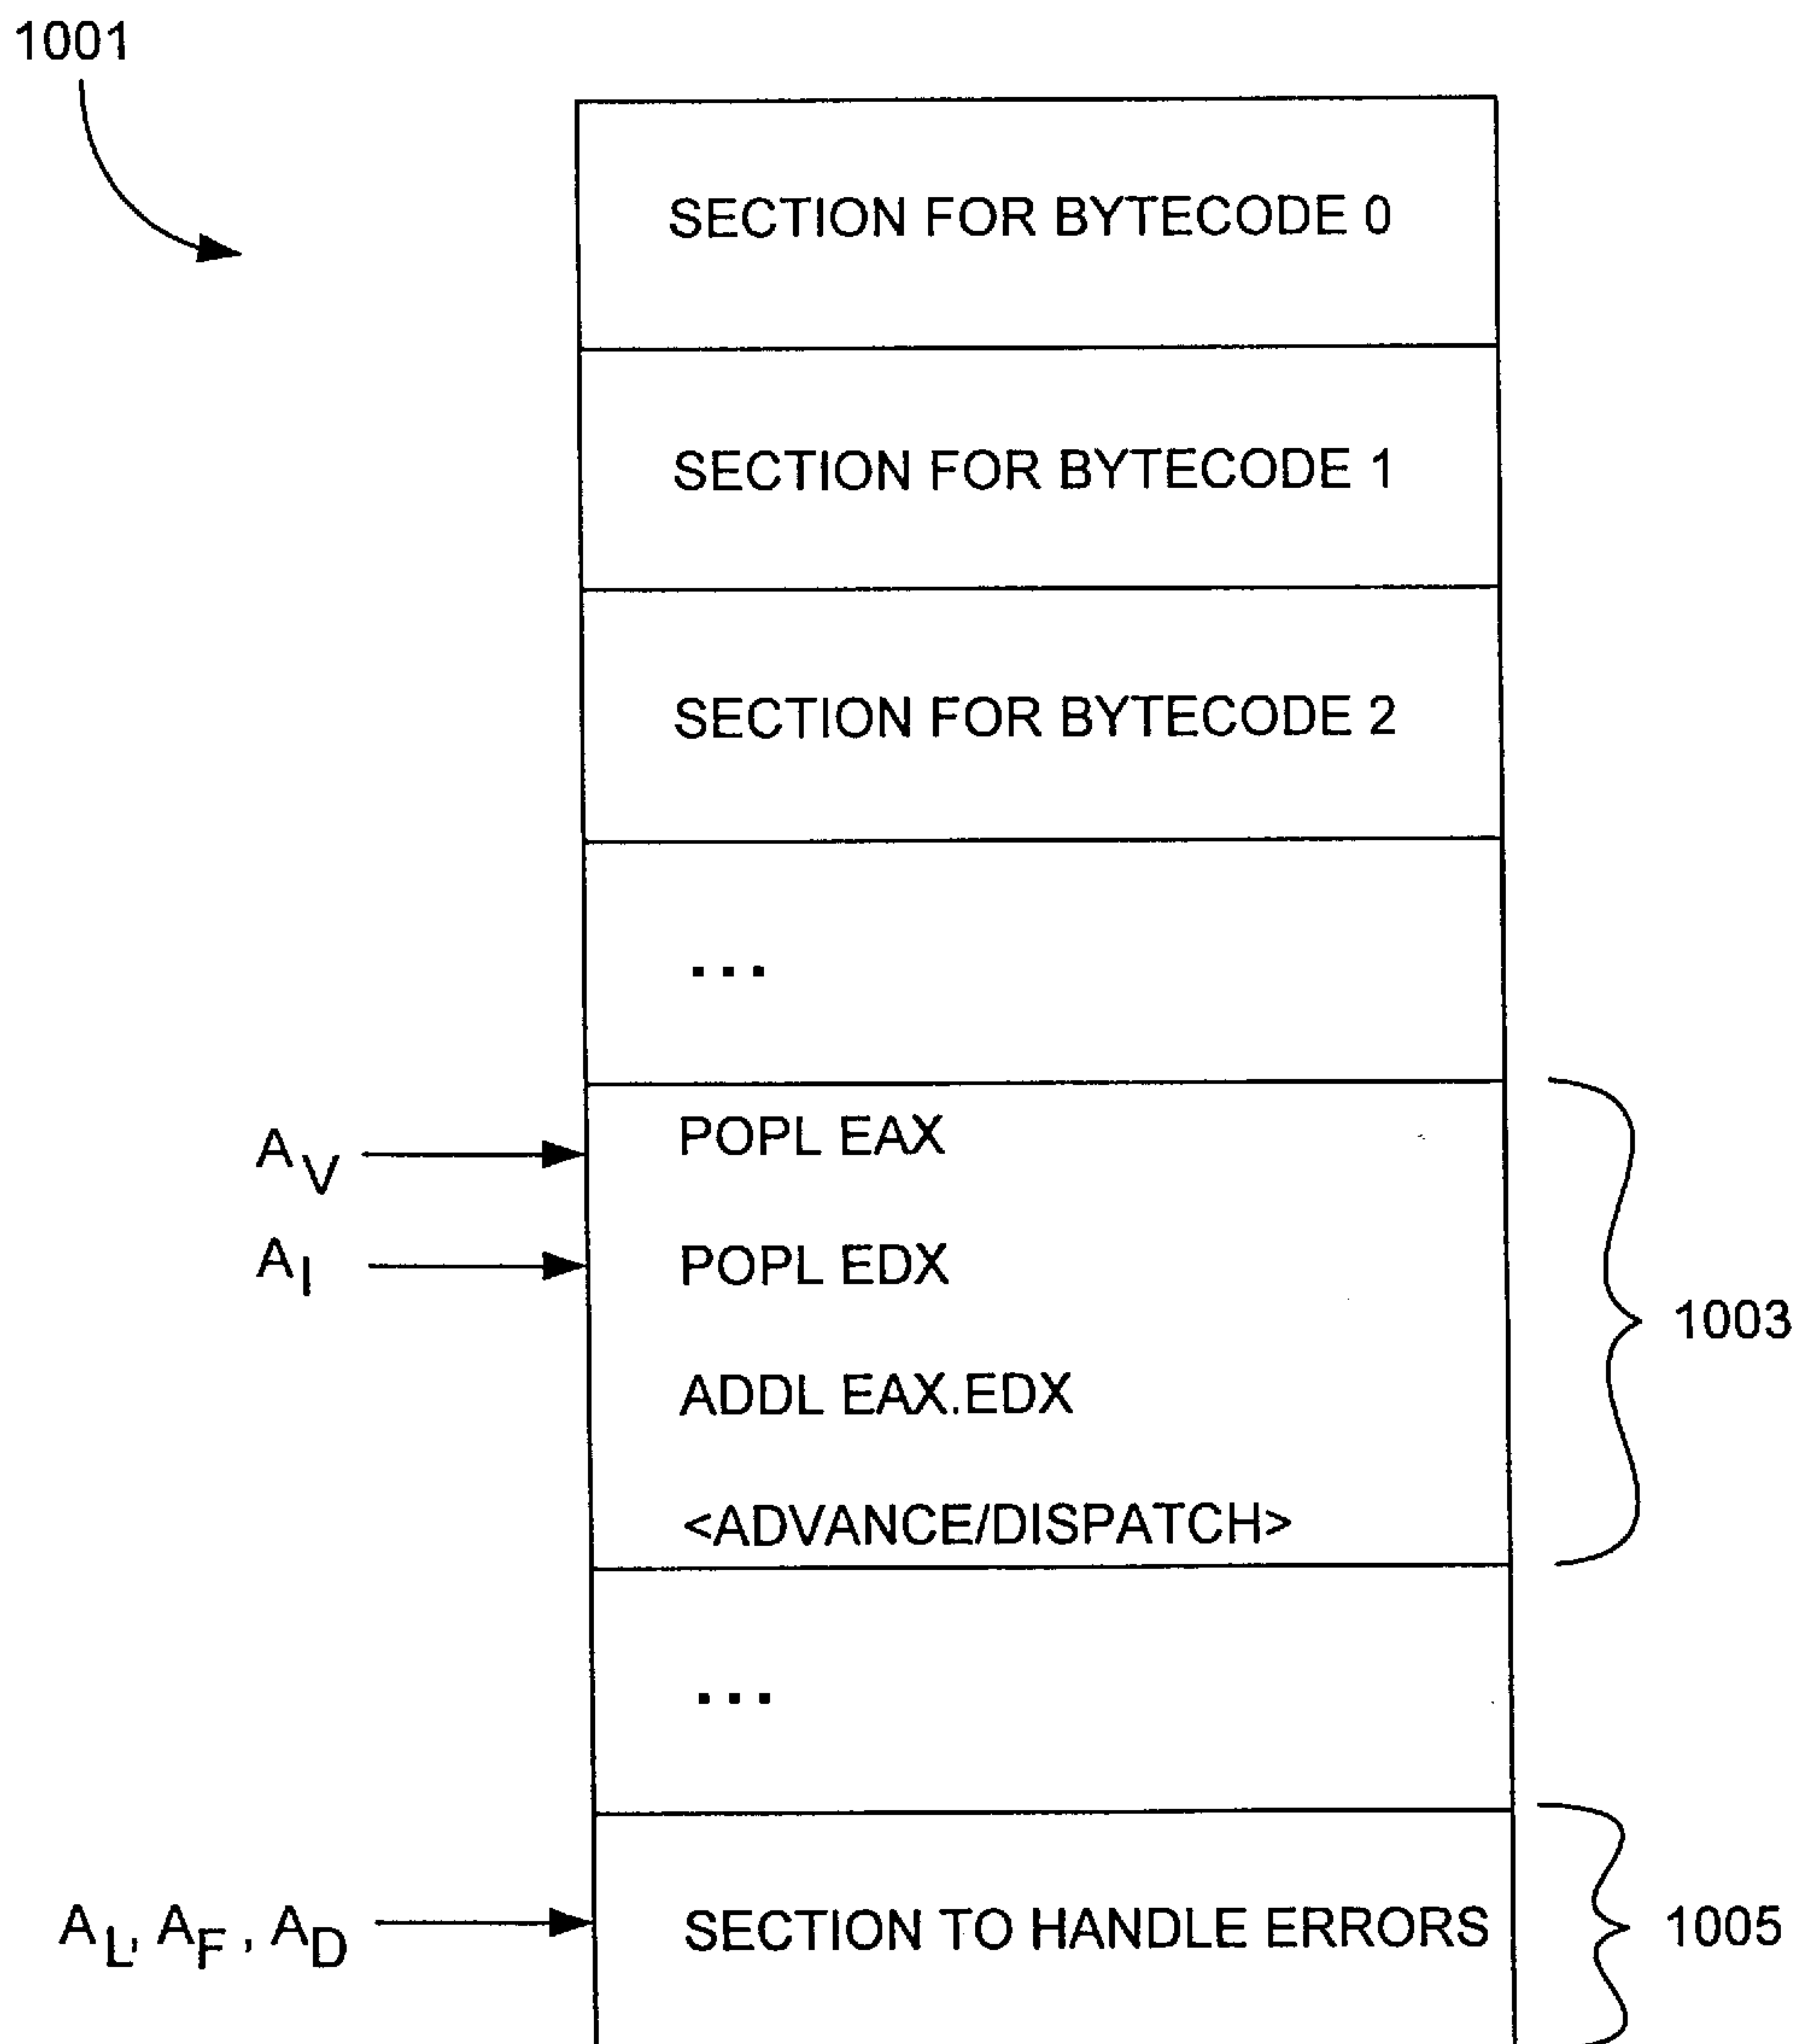 1001
SECTION FOR BYTECODE 0
SECTION FOR BYTECODE 1
SECTION FOR BYTECODE 2
...
AV
POPL EAX
AI
POPL EDX
1003
ADDL EAX.EDX
<ADVANCE/DISPATCH>
...
AL, AF, AD
SECTION TO HANDLE ERRORS
1005